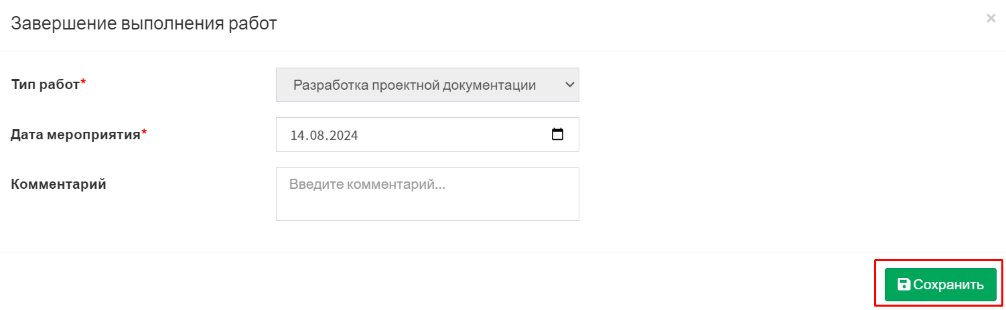 Завершение выполнения работ
×
Тип работ*
Разработка проектной документации
Дата мероприятия*
14.08.2024
Комментарий
Введите комментарий...
Сохранить